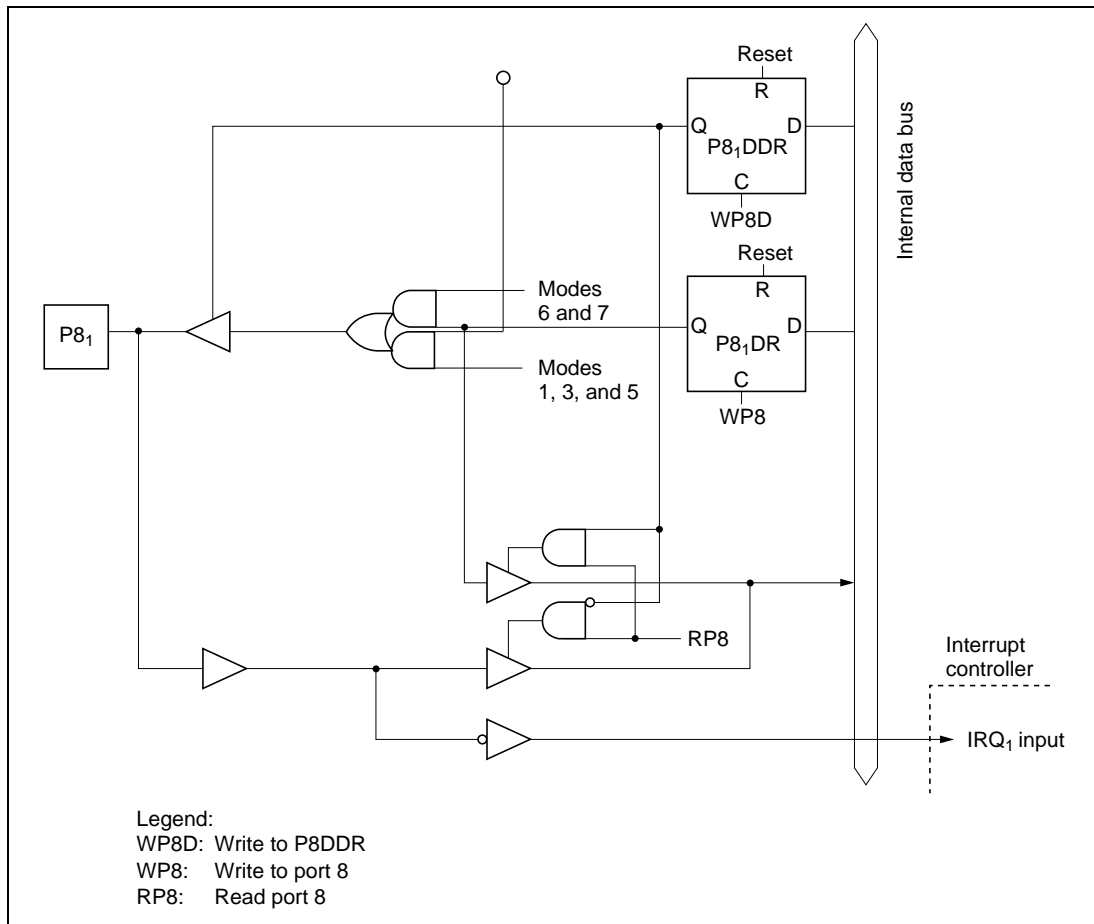 Reset
R
Q
D
P8₁DDR
C
WP8D
Internal data bus
Reset
R
Modes
6 and 7
Q
D
P8₁
P8₁DR
Modes
1, 3, and 5
C
WP8
RP8
Interrupt
controller
IRQ₁ input
Legend:
WP8D: Write to P8DDR
WP8: Write to port 8
RP8: Read port 8